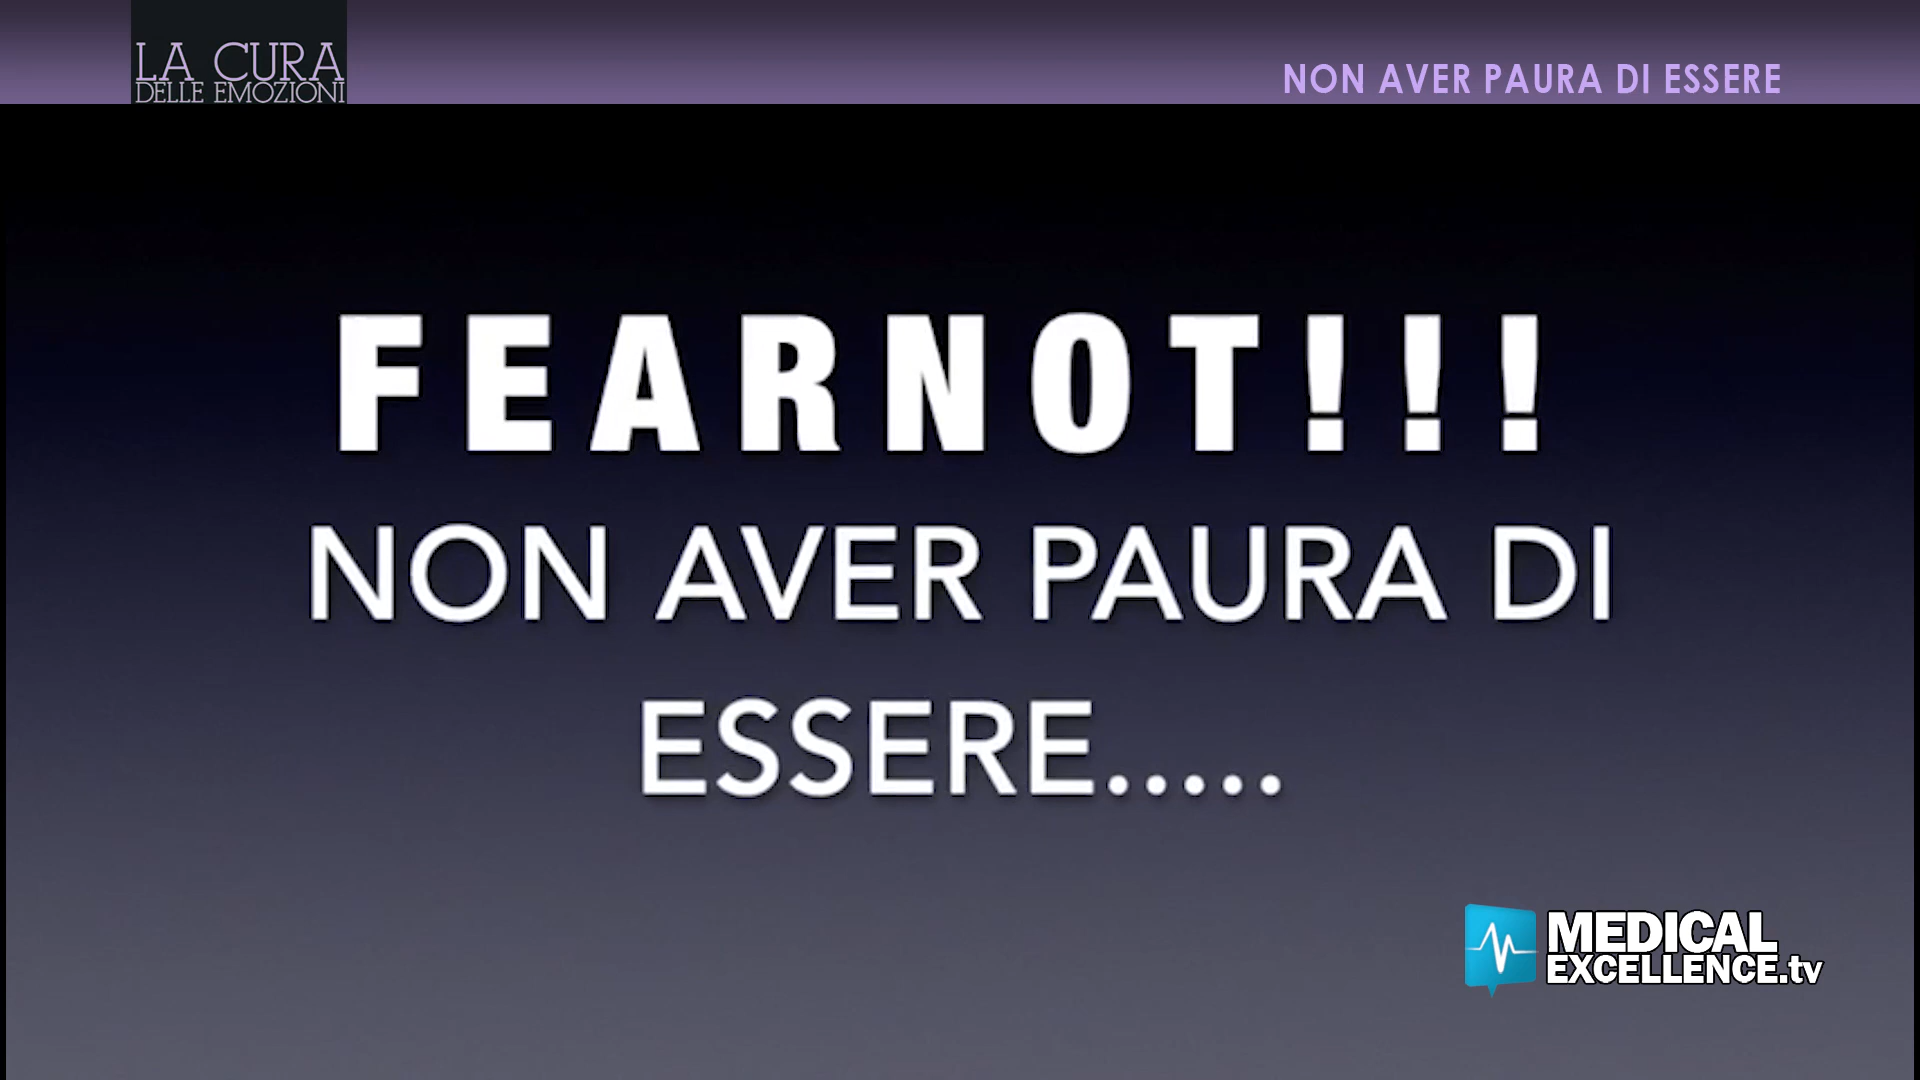 LA CURA
DELLE EMOZIONI
NON AVER PAURA DI ESSERE
FEARNOT!!!
NON AVER PAURA DI
ESSERE.....
MEDICAL
EXCELLENCE.tv